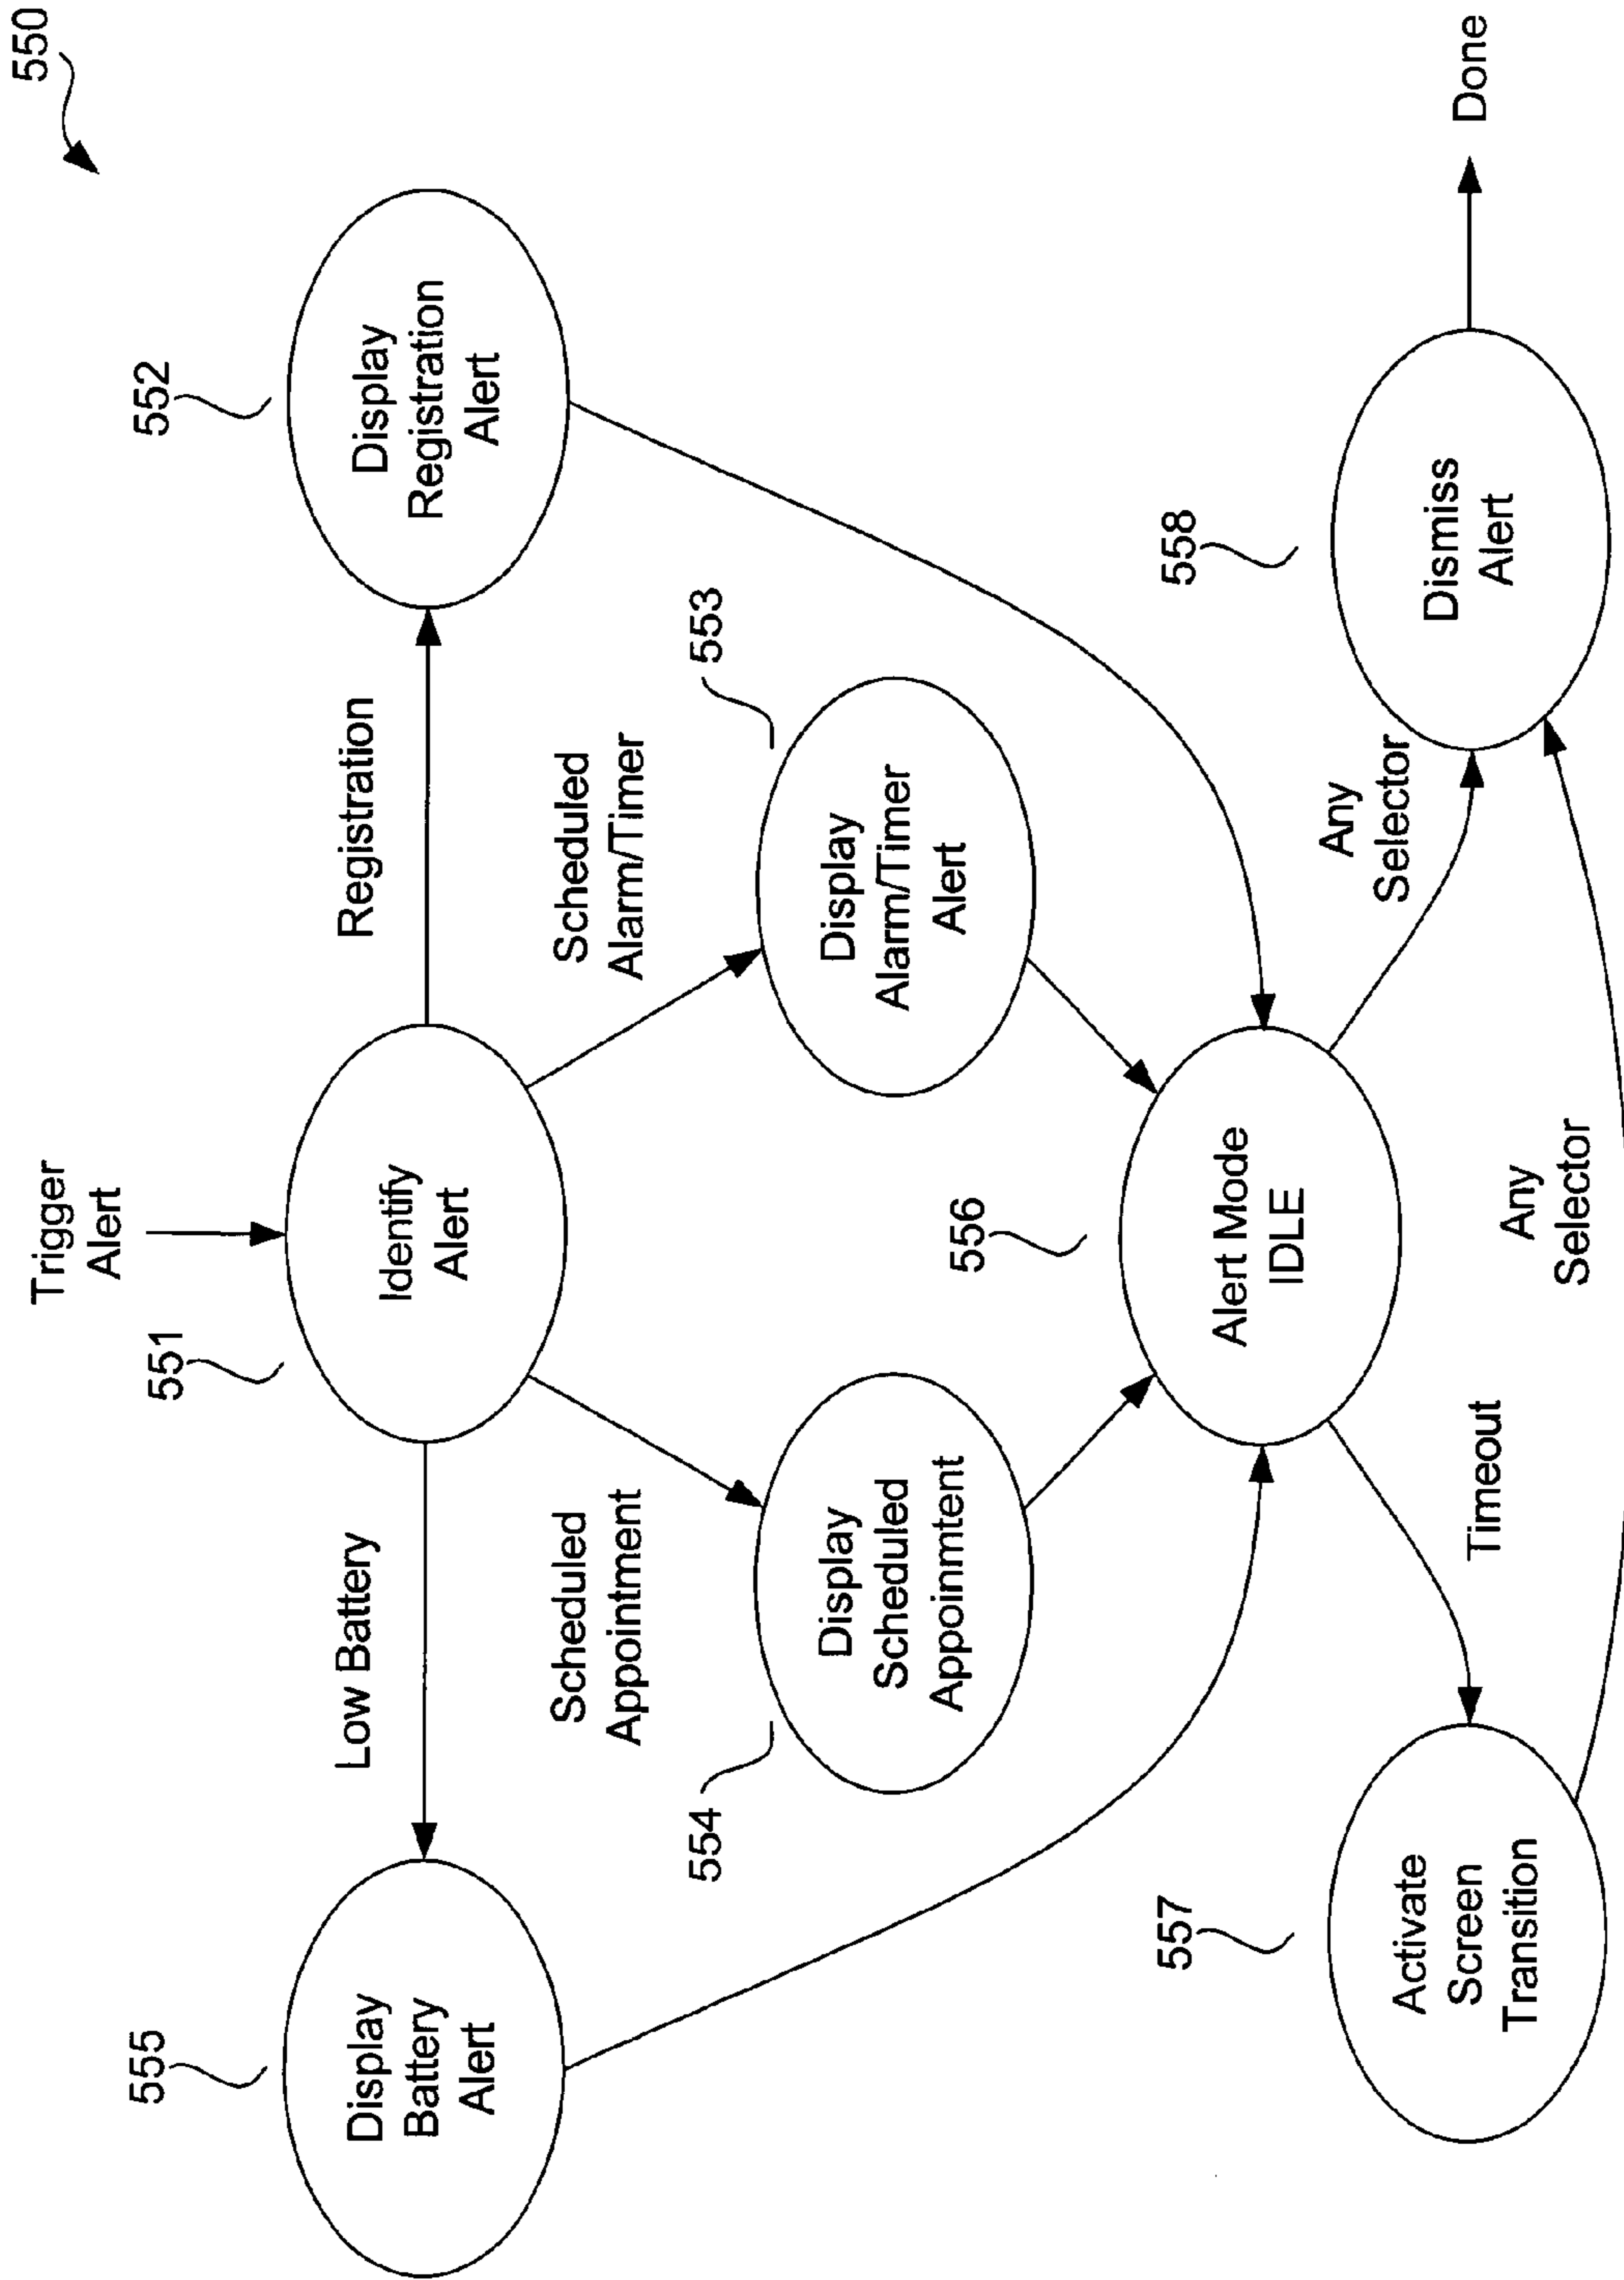 550
Trigger
Alert
551
Identify
Alert
Low Battery
Registration
555
Display
Battery
Alert
552
Display
Registration
Alert
Scheduled
Appointment
Scheduled
Alarm/Timer
554
Display
Scheduled
Appoinmtent
553
Display
Alarm/Timer
Alert
556
Alert Mode
IDLE
Timeout
Any
Selector
557
Activate
Screen
Transition
558
Dismiss
Alert
Done
Any
Selector